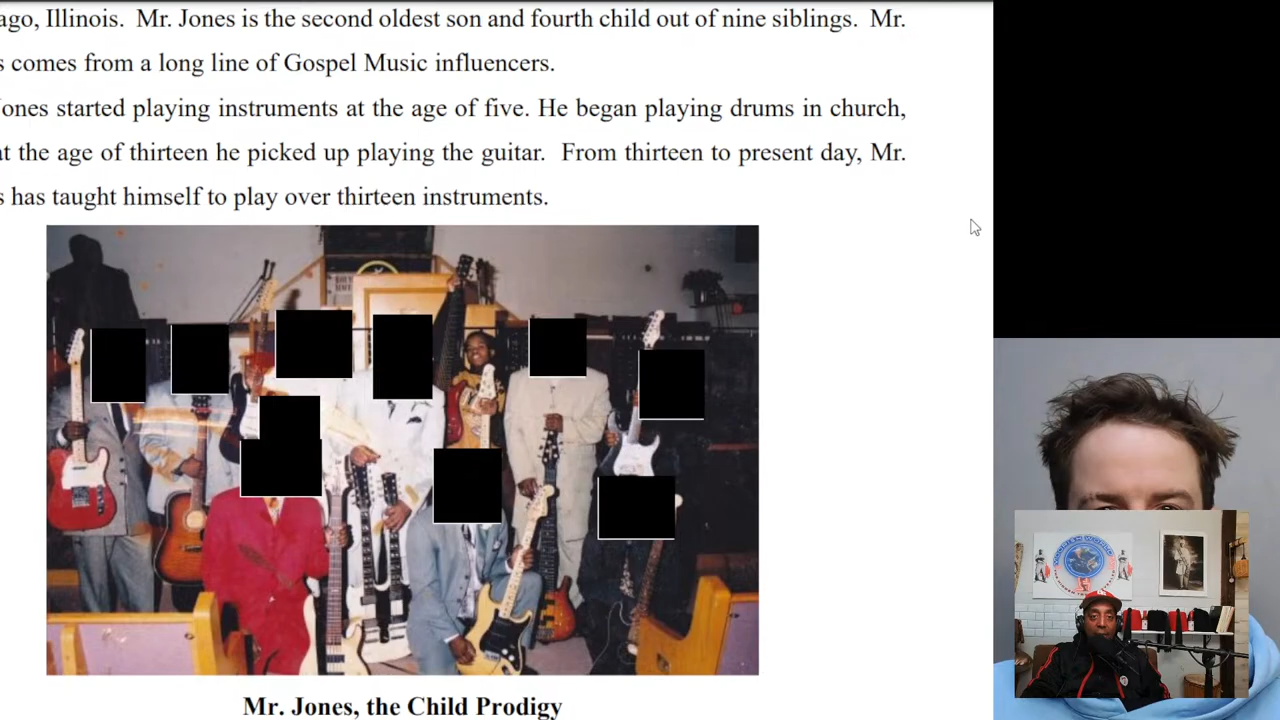 ago, Illinois. Mr. Jones is the second oldest son and fourth child out of nine siblings. Mr.
s comes from a long line of Gospel Music influencers.
Jones started playing instruments at the age of five. He began playing drums in church,
at the age of thirteen he picked up playing the guitar. From thirteen to present day, Mr.
s has taught himself to play over thirteen instruments.
Mr. Jones, the Child Prodigy